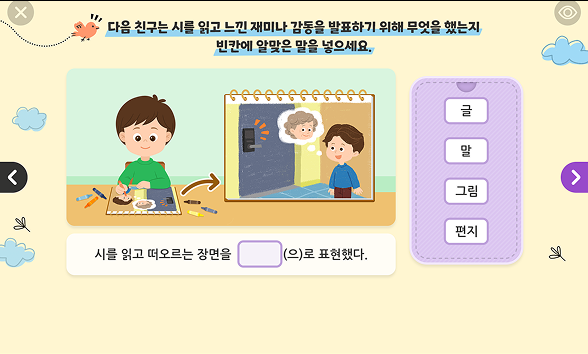 다음 친구는 시를 읽고 느낀 재미나 감동을 발표하기 위해 무엇을 했는지
빈칸에 알맞은 말을 넣으세요.
글
말
그림
편지
시를 읽고 떠오르는 장면을 (으)로 표현했다.